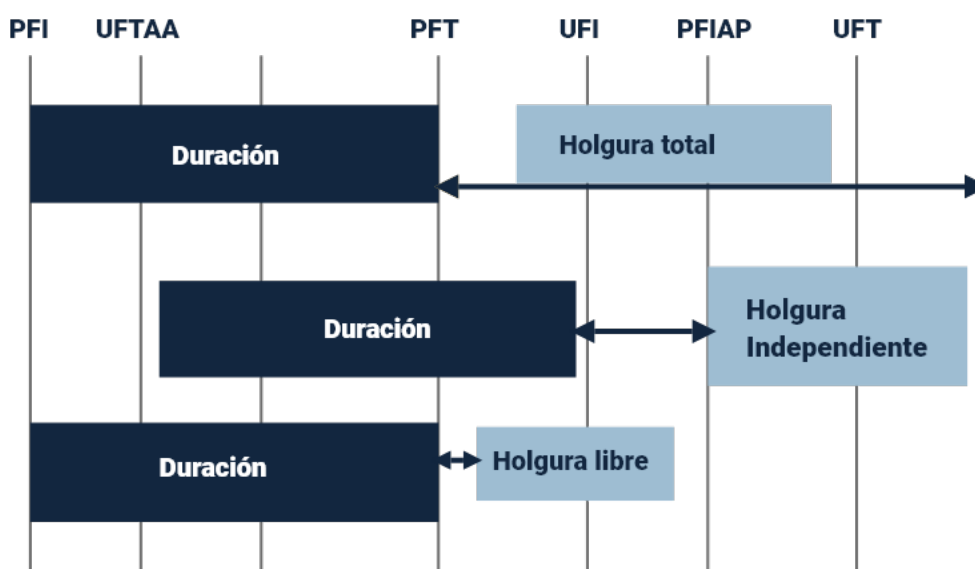 PFI UFTAA PFT UFI PFIAP UFT
Duración
Holgura total
Duración
Holgura
Independiente
Duración
Holgura libre